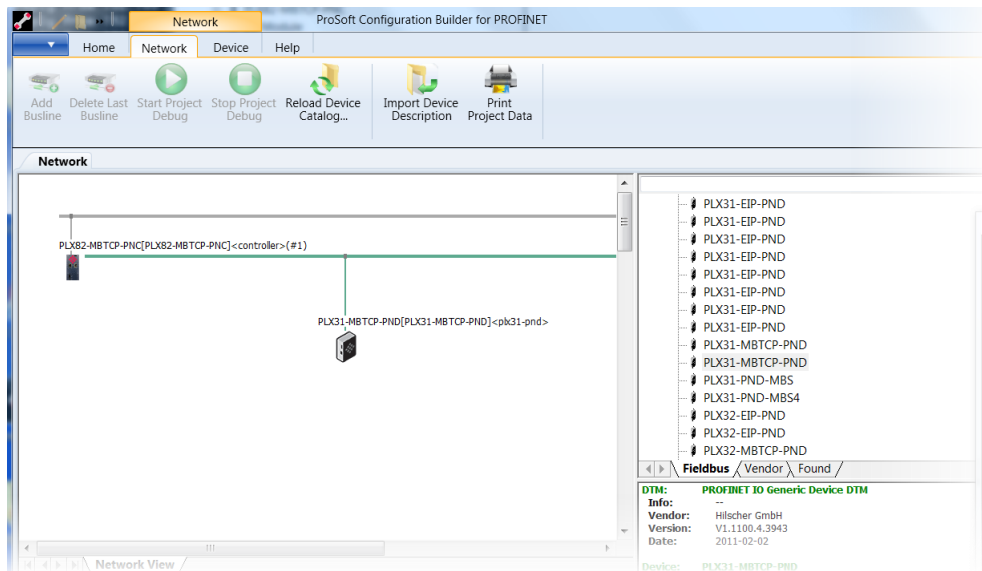 Network
ProSoft Configuration Builder for PROFINET
Home Network Device Help
Add Busline
Delete Last Busline
Start Project Debug
Stop Project Debug
Reload Device Catalog...
Import Device Description
Print Project Data
Network
PLX82-MBTCP-PNC[PLX82-MBTCP-PNC]<controller>(#1)
PLX31-MBTCP-PND[PLX31-MBTCP-PND]<plx31-pnd>
Network View
PLX31-EIP-PND
PLX31-EIP-PND
PLX31-EIP-PND
PLX31-EIP-PND
PLX31-EIP-PND
PLX31-EIP-PND
PLX31-EIP-PND
PLX31-EIP-PND
PLX31-MBTCP-PND
PLX31-MBTCP-PND
PLX31-PND-MBS
PLX31-PND-MBS4
PLX32-EIP-PND
PLX32-EIP-PND
PLX32-MBTCP-PND
Fieldbus Vendor Found
DTM: PROFINET IO Generic Device DTM
Info: --
Vendor: Hilscher GmbH
Version: V1.1100.4.3943
Date: 2011-02-02
Device: PLX31-MBTCP-PND